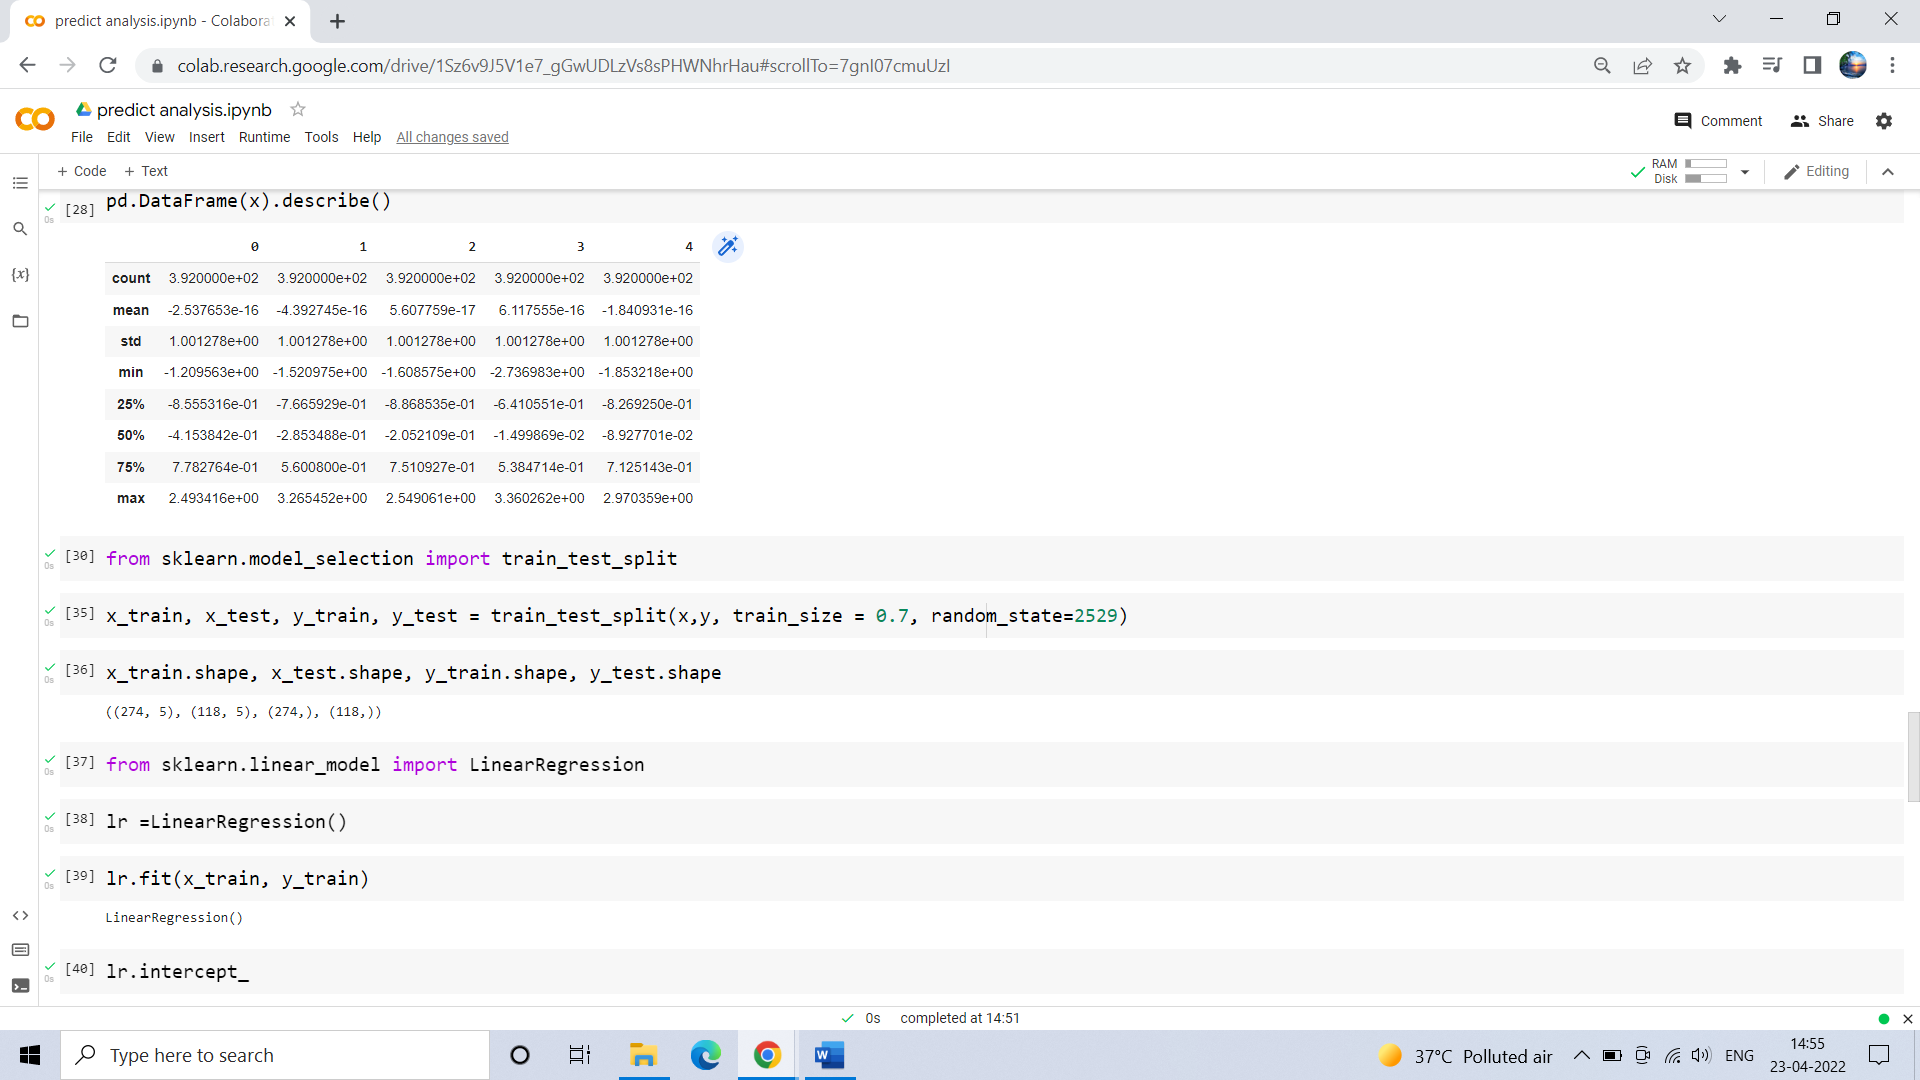 predict analysis.ipynb - Colabora
colab.research.google.com/drive/1Sz6v9J5V1e7_gGwUDLzVs8sPHWNhrHau#scrollTo=7gnI07cmuUzI
predict analysis.ipynb
File Edit View Insert Runtime Tools Help All changes saved
Comment Share
+ Code + Text
RAM
Disk
Editing
[28] pd.DataFrame(x).describe()
0s
0 1 2 3 4
count 3.920000e+02 3.920000e+02 3.920000e+02 3.920000e+02 3.920000e+02
mean -2.537653e-16 -4.392745e-16 5.607759e-17 6.117555e-16 -1.840931e-16
std 1.001278e+00 1.001278e+00 1.001278e+00 1.001278e+00 1.001278e+00
min -1.209563e+00 -1.520975e+00 -1.608575e+00 -2.736983e+00 -1.853218e+00
25% -8.555316e-01 -7.665929e-01 -8.868535e-01 -6.410551e-01 -8.269250e-01
50% -4.153842e-01 -2.853488e-01 -2.052109e-01 -1.499869e-02 -8.927701e-02
75% 7.782764e-01 5.600800e-01 7.510927e-01 5.384714e-01 7.125143e-01
max 2.493416e+00 3.265452e+00 2.549061e+00 3.360262e+00 2.970359e+00
[30] from sklearn.model_selection import train_test_split
0s
[35] x_train, x_test, y_train, y_test = train_test_split(x,y, train_size = 0.7, random_state=2529)
0s
[36] x_train.shape, x_test.shape, y_train.shape, y_test.shape
0s
((274, 5), (118, 5), (274,), (118,))
[37] from sklearn.linear_model import LinearRegression
0s
[38] lr =LinearRegression()
0s
[39] lr.fit(x_train, y_train)
0s
LinearRegression()
[40] lr.intercept_
0s
0s completed at 14:51
Type here to search
37°C Polluted air
ENG
14:55
23-04-2022